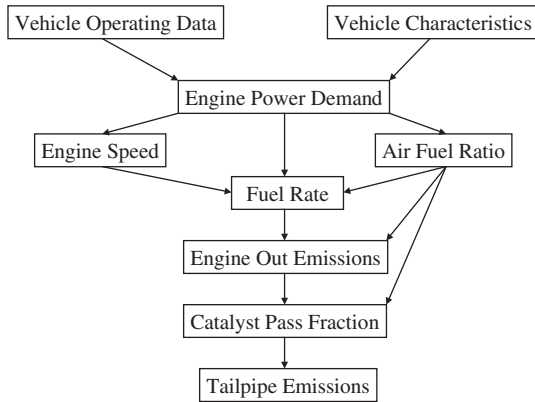 Vehicle Operating Data
Vehicle Characteristics
Engine Power Demand
Engine Speed
Air Fuel Ratio
Fuel Rate
Engine Out Emissions
Catalyst Pass Fraction
Tailpipe Emissions